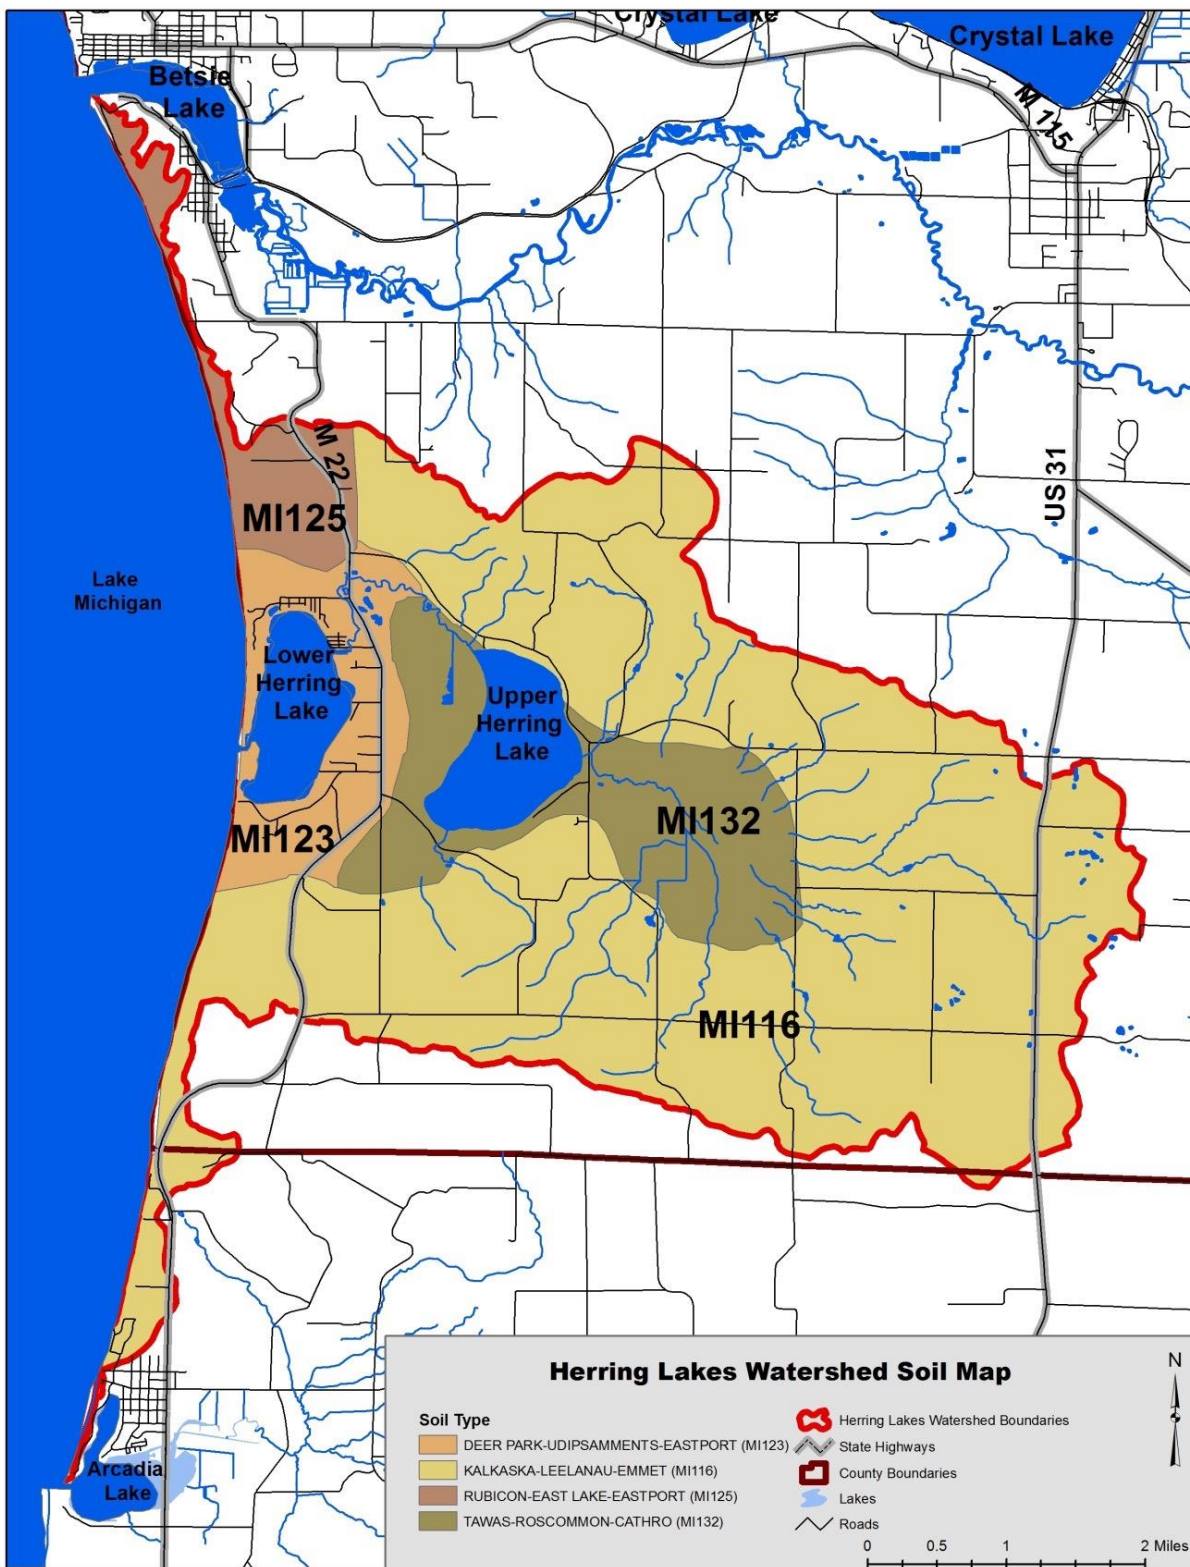 Crystal Lake
Crystal Lake
Betsie
Lake
M 115
US 31
M 22
MI125
Lake
Michigan
Lower
Herring
Lake
Upper
Herring
Lake
MI123
MI132
MI116
Arcadia
Lake
Herring Lakes Watershed Soil Map
N
Soil Type
DEER PARK-UDIPSAMMENTS-EASTPORT (MI123)
KALKASKA-LEELANAU-EMMET (MI116)
RUBICON-EAST LAKE-EASTPORT (MI125)
TAWAS-ROSCOMMON-CATHRO (MI132)
Herring Lakes Watershed Boundaries
State Highways
County Boundaries
Lakes
Roads
0 0.5 1 2 Miles